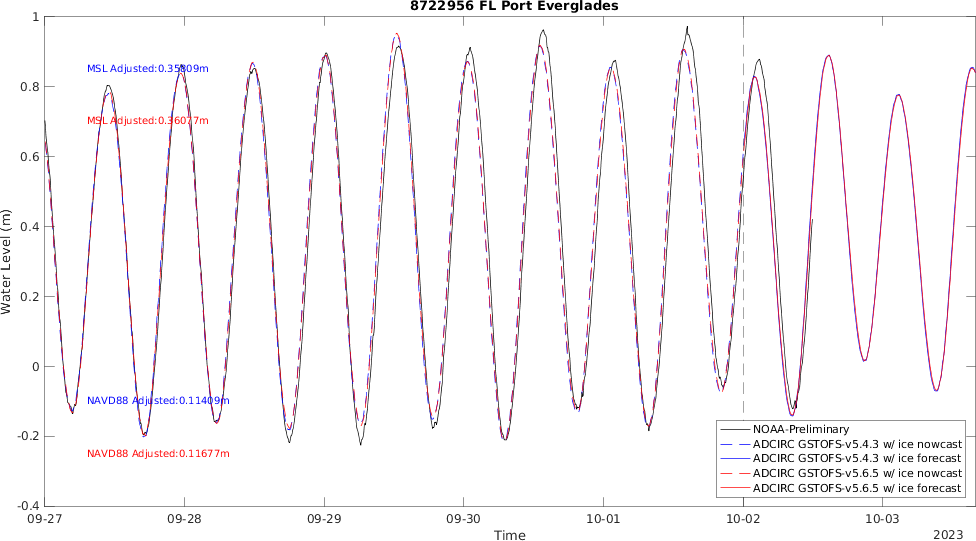 8722956 FL Port Everglades
1
0.8
0.6
0.4
0.2
0
-0.2
-0.4
Water Level (m)
MSL Adjusted:0.35809m
MSL Adjusted:0.36077m
NAVD88 Adjusted:0.11409m
NAVD88 Adjusted:0.11677m
NOAA-Preliminary
ADCIRC GSTOFS-v5.4.3 w/ ice nowcast
ADCIRC GSTOFS-v5.4.3 w/ ice forecast
ADCIRC GSTOFS-v5.6.5 w/ ice nowcast
ADCIRC GSTOFS-v5.6.5 w/ ice forecast
09-27 09-28 09-29 09-30 10-01 10-02 10-03
Time
2023